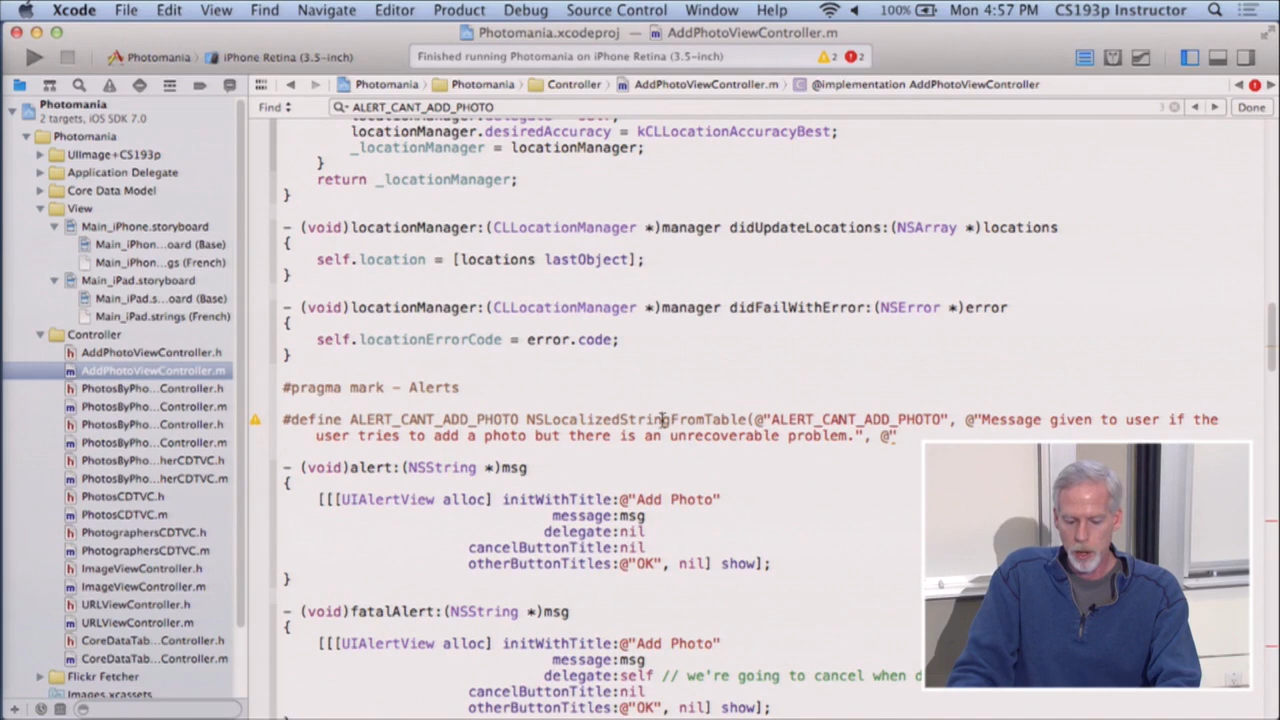 Xcode File Edit View Find Navigate Editor Product Debug Source Control Window Help 100% Mon 4:57 PM CS193p Instructor
Photomania.xcodeproj — AddPhotoViewController.m
Photomania iPhone Retina (3.5-inch) Finished running Photomania on iPhone Retina (3.5-inch) 2 2
Photomania Photomania Controller AddPhotoViewController.m @implementation AddPhotoViewController
Find ALERT_CANT_ADD_PHOTO 3 Done
Photomania
2 targets, iOS SDK 7.0
Photomania
UIImage+CS193p
Application Delegate
Core Data Model
View
Main_iPhone.storyboard
Main_iPhon...oard (Base)
Main_iPhon...gs (French)
Main_iPad.storyboard
Main_iPad.s...oard (Base)
Main_iPad.strings (French)
Controller
AddPhotoViewController.h
AddPhotoViewController.m
PhotosByPho...Controller.h
PhotosByPho...Controller.m
PhotosByPho...Controller.h
PhotosByPho...Controller.m
PhotosByPho...herCDTVC.h
PhotosByPho...herCDTVC.m
PhotosCDTVC.h
PhotosCDTVC.m
PhotographersCDTVC.h
PhotographersCDTVC.m
ImageViewController.h
ImageViewController.m
URLViewController.h
URLViewController.m
CoreDataTab...Controller.h
CoreDataTab...Controller.m
Flickr Fetcher
Images.xcassets
locationManager.desiredAccuracy = kCLLocationAccuracyBest;
_locationManager = locationManager;
}
return _locationManager;
}
- (void)locationManager:(CLLocationManager *)manager didUpdateLocations:(NSArray *)locations
{
self.location = [locations lastObject];
}
- (void)locationManager:(CLLocationManager *)manager didFailWithError:(NSError *)error
{
self.locationErrorCode = error.code;
}
#pragma mark - Alerts
#define ALERT_CANT_ADD_PHOTO NSLocalizedStringFromTable(@"ALERT_CANT_ADD_PHOTO", @"Message given to user if the
user tries to add a photo but there is an unrecoverable problem.", @"
- (void)alert:(NSString *)msg
{
[[[UIAlertView alloc] initWithTitle:@"Add Photo"
message:msg
delegate:nil
cancelButtonTitle:nil
otherButtonTitles:@"OK", nil] show];
}
- (void)fatalAlert:(NSString *)msg
{
[[[UIAlertView alloc] initWithTitle:@"Add Photo"
message:msg
delegate:self // we're going to cancel when
cancelButtonTitle:nil
otherButtonTitles:@"OK", nil] show];